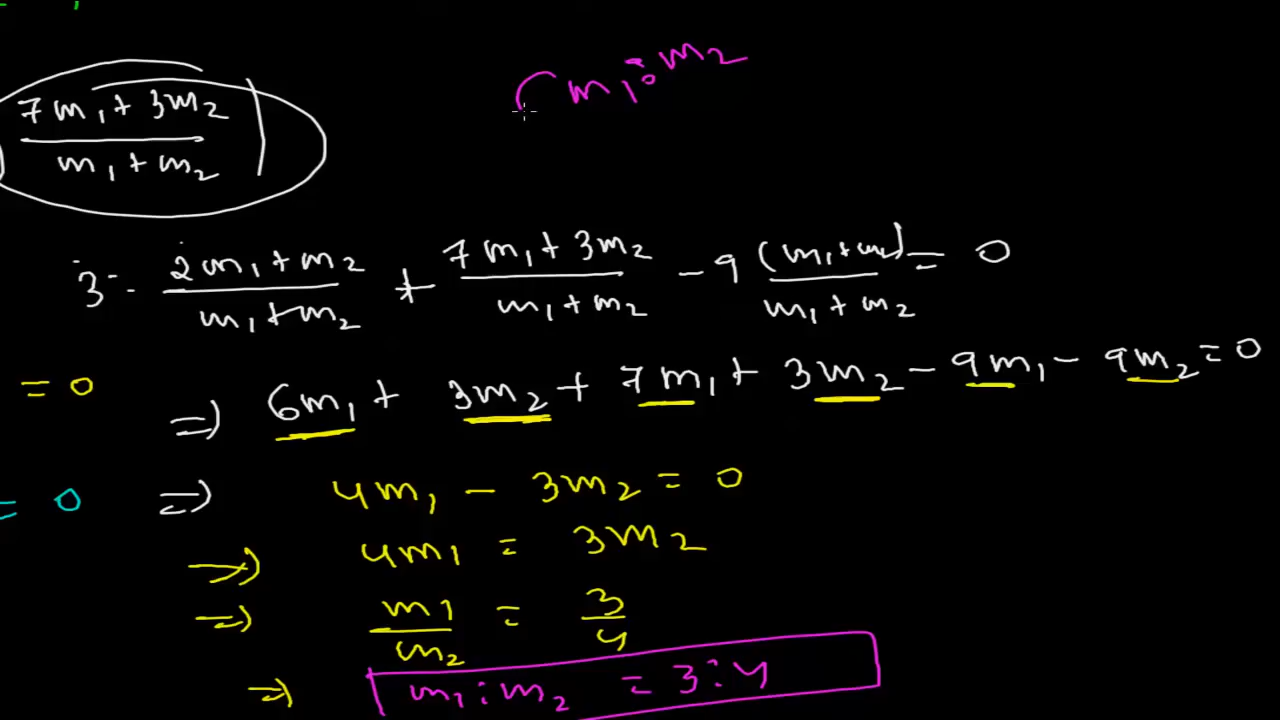 m₁ : m₂
(7m₁ + 3m₂)/(m₁ + m₂)
3 · (2m₁ + m₂)/(m₁ + m₂) + (7m₁ + 3m₂)/(m₁ + m₂) - 9 (m₁ + m₂)/(m₁ + m₂) = 0
= 0 ⇒ 6m₁ + 3m₂ + 7m₁ + 3m₂ - 9m₁ - 9m₂ = 0
= 0 ⇒ 4m₁ - 3m₂ = 0
⇒ 4m₁ = 3m₂
⇒ m₁/m₂ = 3/4
⇒ m₁ : m₂ = 3 : 4